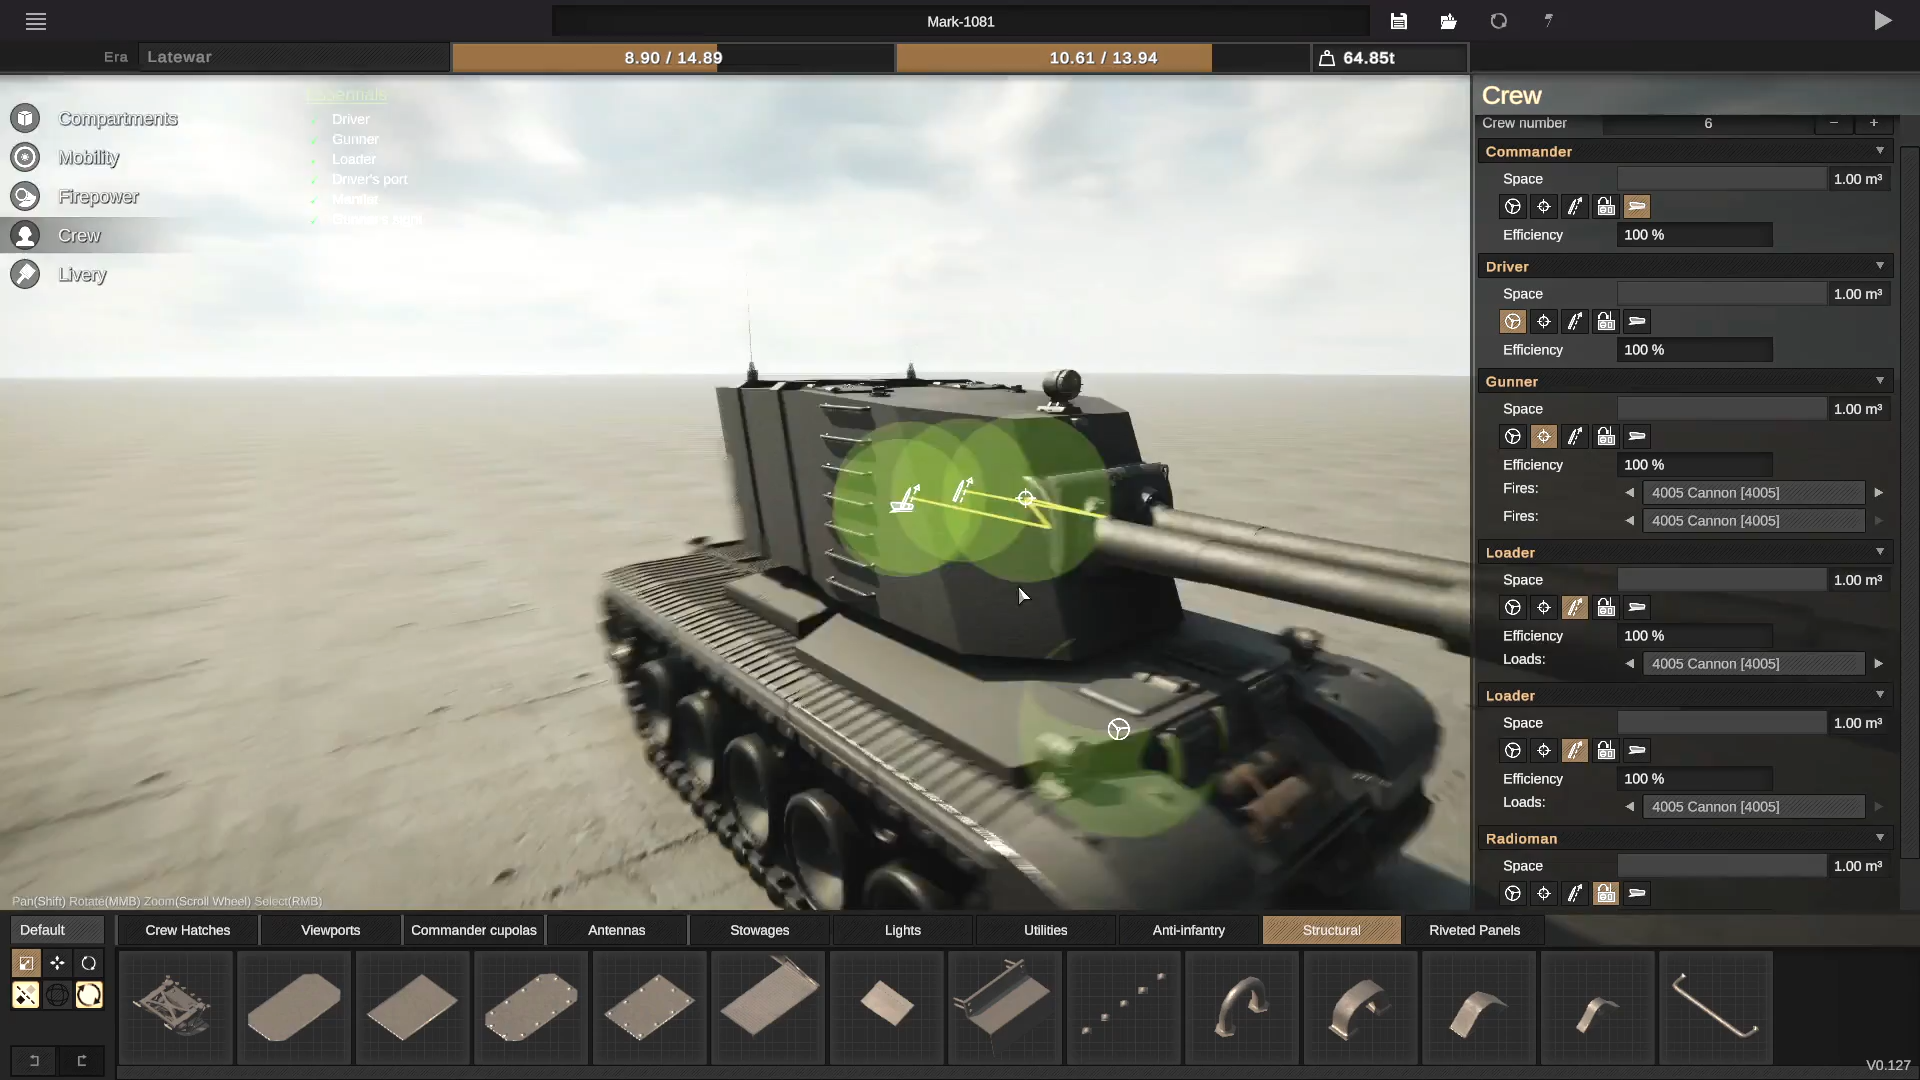 Mark-1081
Era Latewar 8.90 / 14.89 10.61 / 13.94 64.85t
Compartments
Mobility
Firepower
Crew
Livery
Essentials
Driver
Gunner
Loader
Driver's port
Mantlet
Crew
Crew number 6 − +
Commander
Space 1.00 m³
Efficiency 100 %
Driver
Space 1.00 m³
Efficiency 100 %
Gunner
Space 1.00 m³
Efficiency 100 %
Fires: 4005 Cannon [4005]
Fires: 4005 Cannon [4005]
Loader
Space 1.00 m³
Efficiency 100 %
Loads: 4005 Cannon [4005]
Loader
Space 1.00 m³
Efficiency 100 %
Loads: 4005 Cannon [4005]
Radioman
Space 1.00 m³
Pan(Shift) Rotate(MMB) Zoom(Scroll Wheel) Select(RMB)
Default Crew Hatches Viewports Commander cupolas Antennas Stowages Lights Utilities Anti-infantry Structural Riveted Panels
V0.127